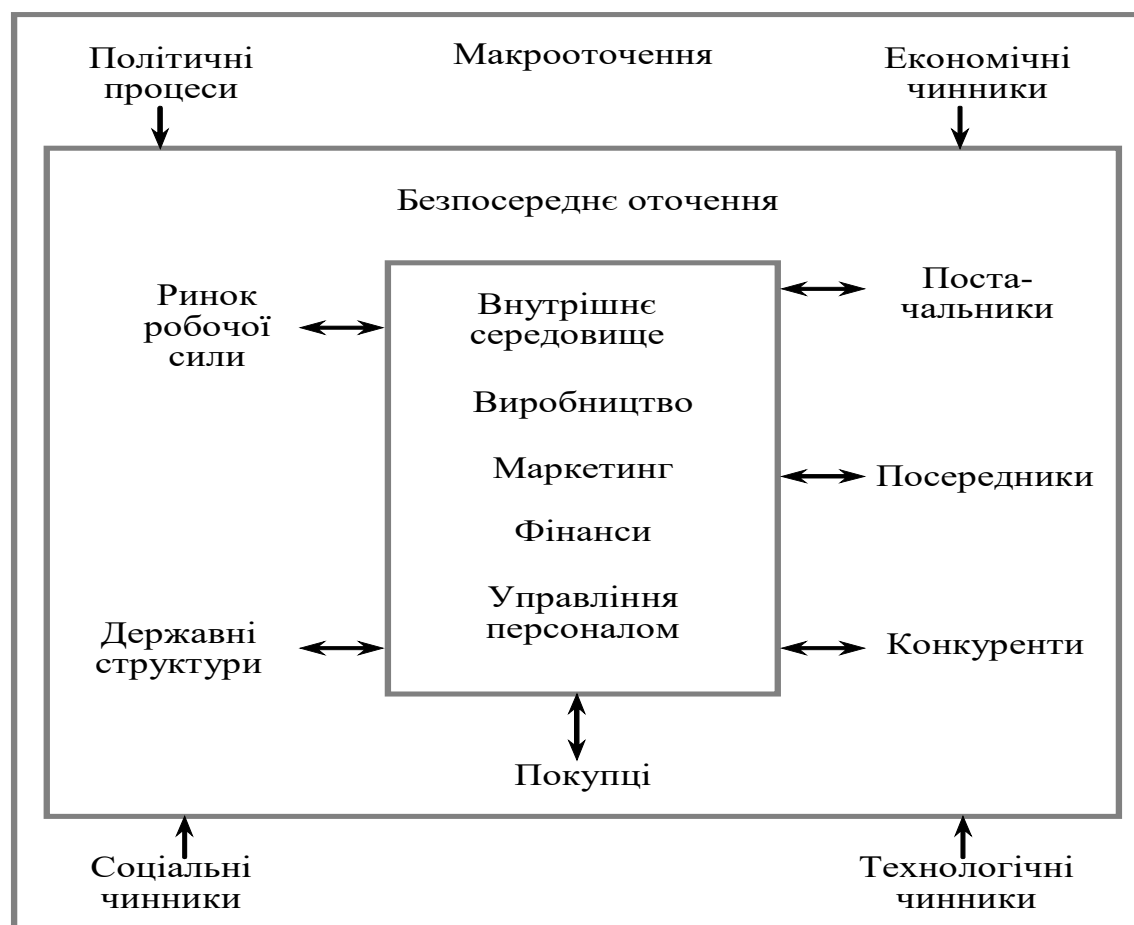 Політичні
процеси
Макрооточення
Економічні
чинники
Безпосереднє оточення
Ринок
робочої
сили
Внутрішнє
середовище
Поста-
чальники
Виробництво
Маркетинг
Посередники
Фінанси
Управління
персоналом
Державні
структури
Конкуренти
Покупці
Соціальні
чинники
Технологічні
чинники